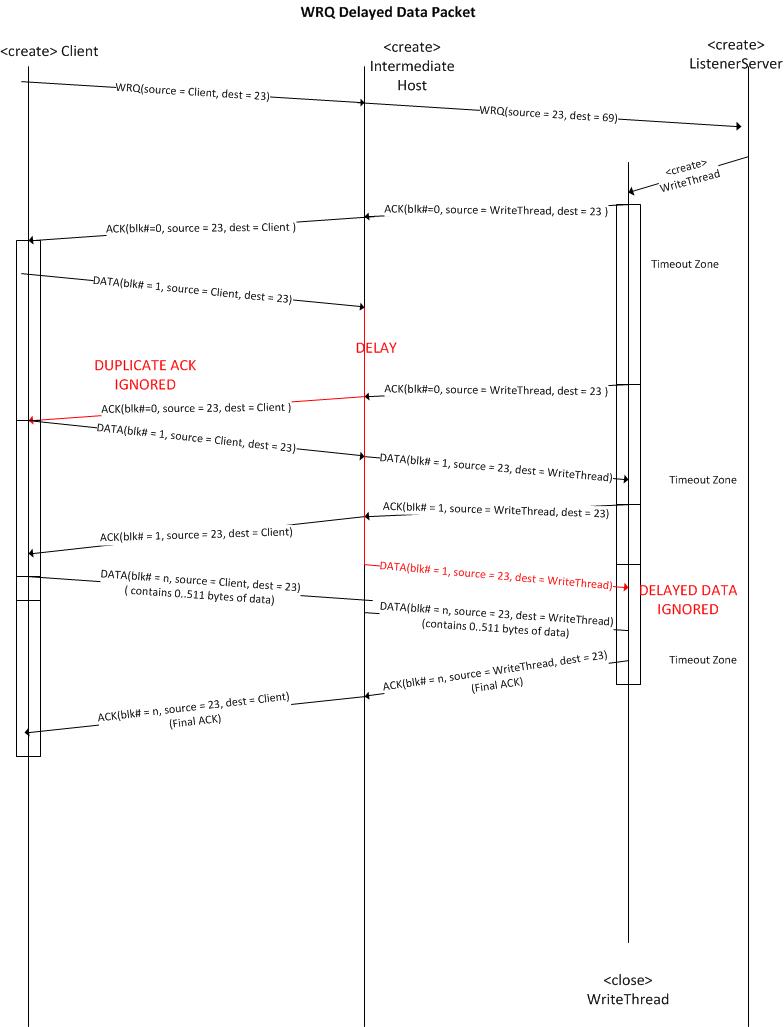 WRQ Delayed Data Packet
<create> Client
<create>
Intermediate
Host
<create>
ListenerServer
WRQ(source = Client, dest = 23)
WRQ(source = 23, dest = 69)
<create>
WriteThread
ACK(blk#=0, source = WriteThread, dest = 23 )
ACK(blk#=0, source = 23, dest = Client )
Timeout Zone
DATA(blk# = 1, source = Client, dest = 23)
DELAY
DUPLICATE ACK
IGNORED
ACK(blk#=0, source = WriteThread, dest = 23 )
ACK(blk#=0, source = 23, dest = Client )
DATA(blk# = 1, source = Client, dest = 23)
DATA(blk# = 1, source = 23, dest = WriteThread)
Timeout Zone
ACK(blk# = 1, source = WriteThread, dest = 23)
ACK(blk# = 1, source = 23, dest = Client)
DATA(blk# = 1, source = 23, dest = WriteThread)
DELAYED DATA
IGNORED
DATA(blk# = n, source = Client, dest = 23)
( contains 0..511 bytes of data)
DATA(blk# = n, source = 23, dest = WriteThread)
(contains 0..511 bytes of data)
Timeout Zone
ACK(blk# = n, source = WriteThread, dest = 23)
(Final ACK)
ACK(blk# = n, source = 23, dest = Client)
(Final ACK)
<close>
WriteThread